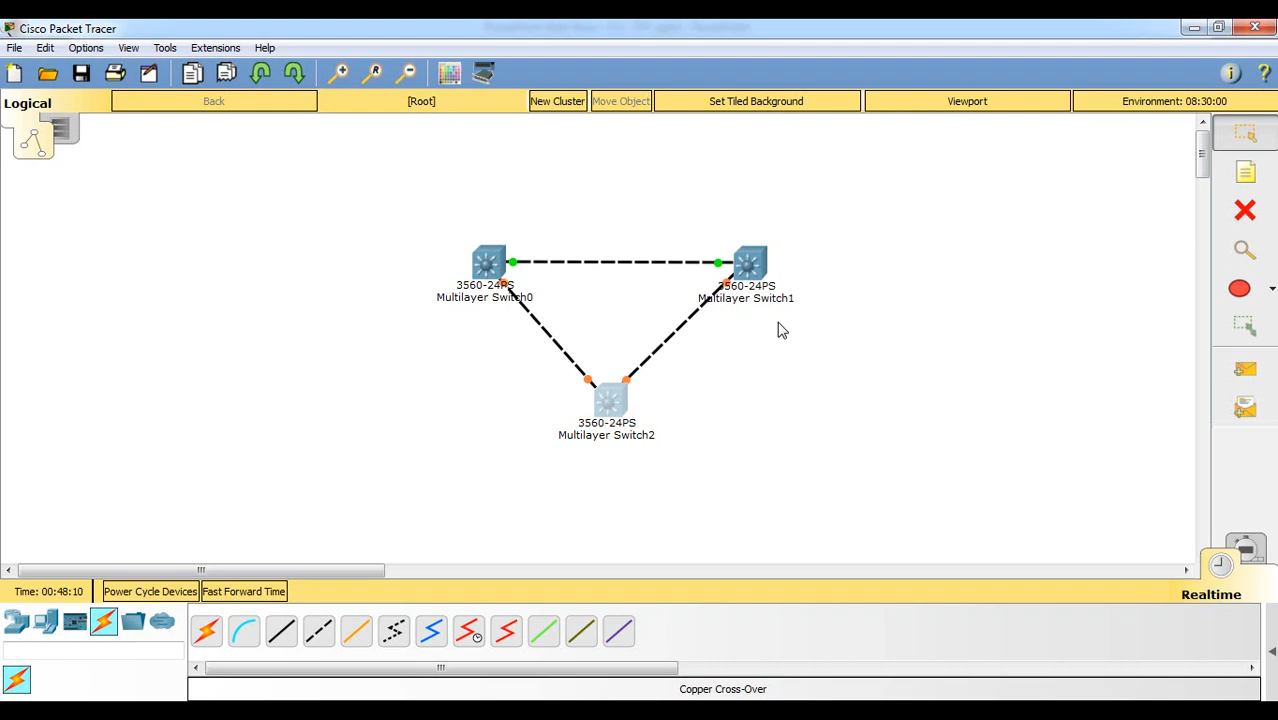 Cisco Packet Tracer
File Edit Options View Tools Extensions Help
Logical Back [Root] New Cluster Move Object Set Tiled Background Viewport Environment: 08:30:00
3560-24PS
Multilayer Switch0
3560-24PS
Multilayer Switch1
3560-24PS
Multilayer Switch2
Time: 00:48:10 Power Cycle Devices Fast Forward Time
Realtime
Copper Cross-Over